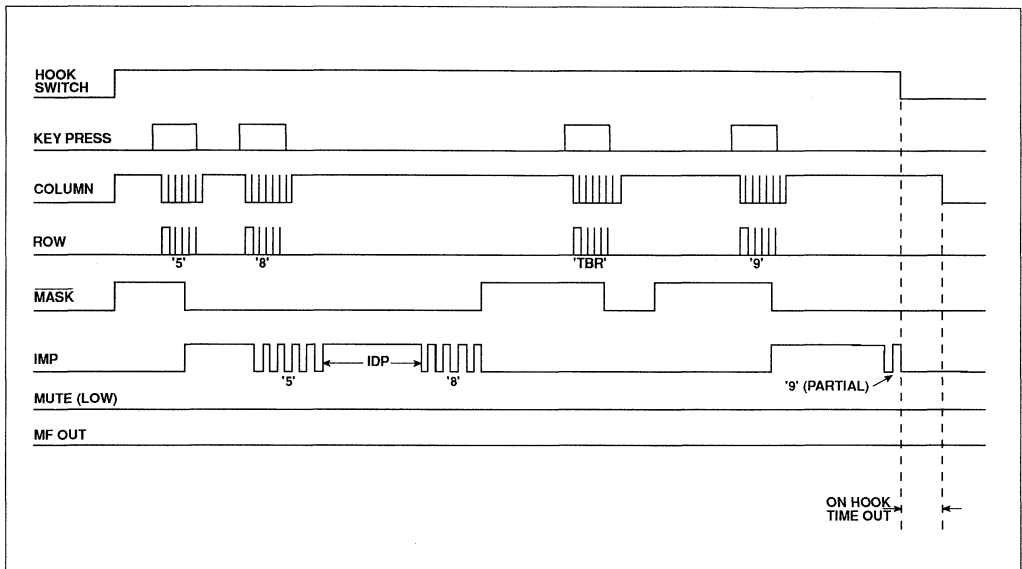 HOOK
SWITCH
KEY PRESS
COLUMN
ROW
'5' '8' 'TBR' '9'
MASK
IMP
IDP
'5' '8'
'9' (PARTIAL)
MUTE (LOW)
MF OUT
ON HOOK
TIME OUT